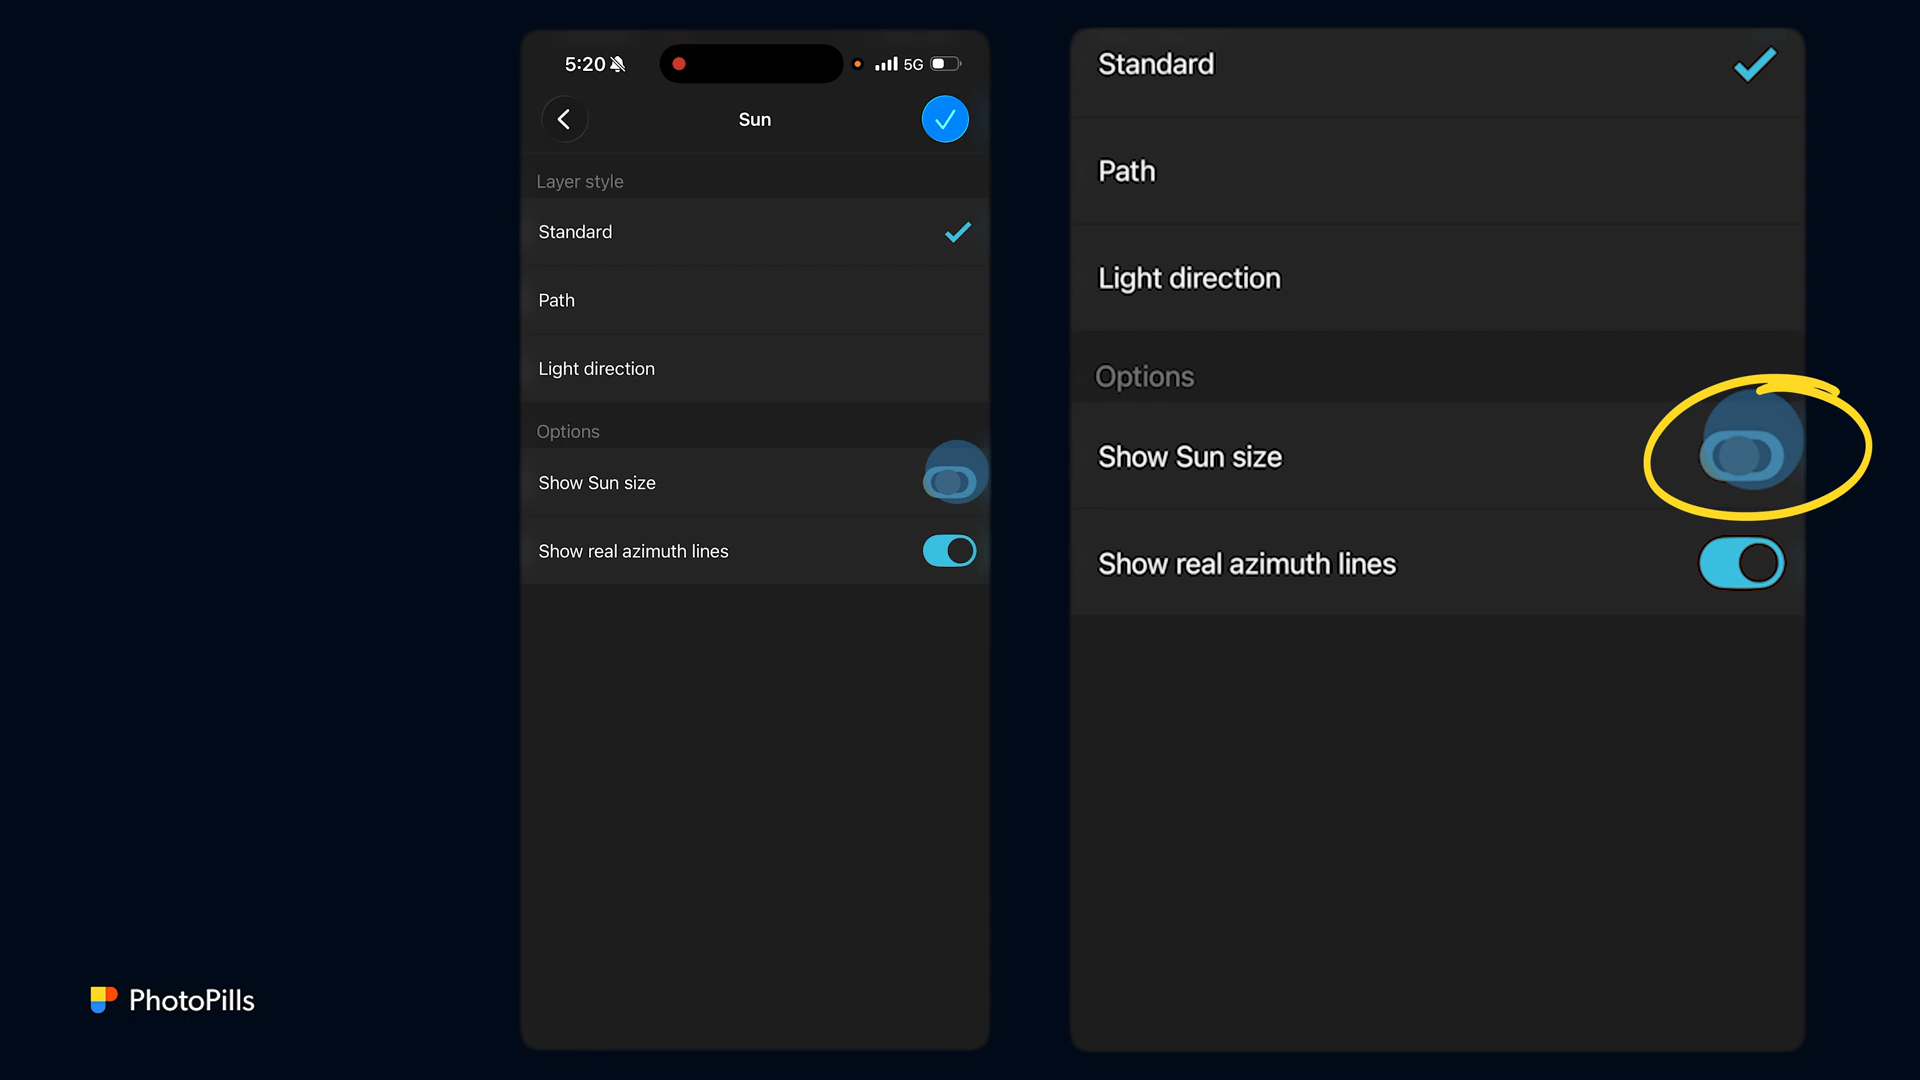 5:20
5G
Sun
Layer style
Standard
Path
Light direction
Options
Show Sun size
Show real azimuth lines
Standard
Path
Light direction
Options
Show Sun size
Show real azimuth lines
PhotoPills